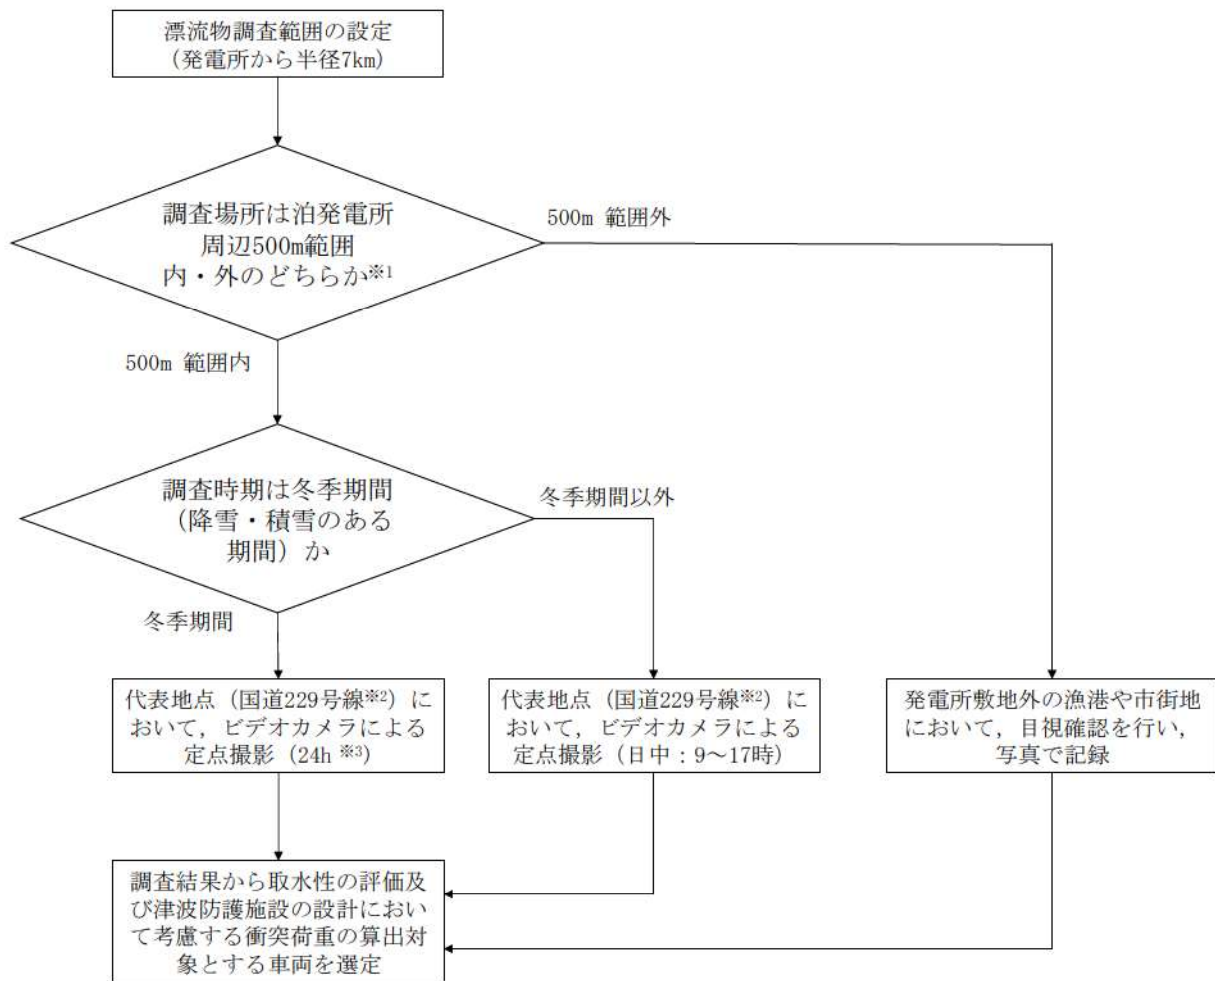 漂流物調査範囲の設定
(発電所から半径7km)
調査場所は泊発電所
周辺500m範囲
内・外のどちらか※1
500m 範囲外
500m 範囲内
調査時期は冬季期間
(降雪・積雪のある
期間)か
冬季期間以外
冬季期間
代表地点(国道229号線※2)に
おいて,ビデオカメラによる
定点撮影(24h ※3)
代表地点(国道229号線※2)に
おいて,ビデオカメラによる
定点撮影(日中:9~17時)
発電所敷地外の漁港や市街地
において,目視確認を行い,
写真で記録
調査結果から取水性の評価及
び津波防護施設の設計におい
て考慮する衝突荷重の算出対
象とする車両を選定